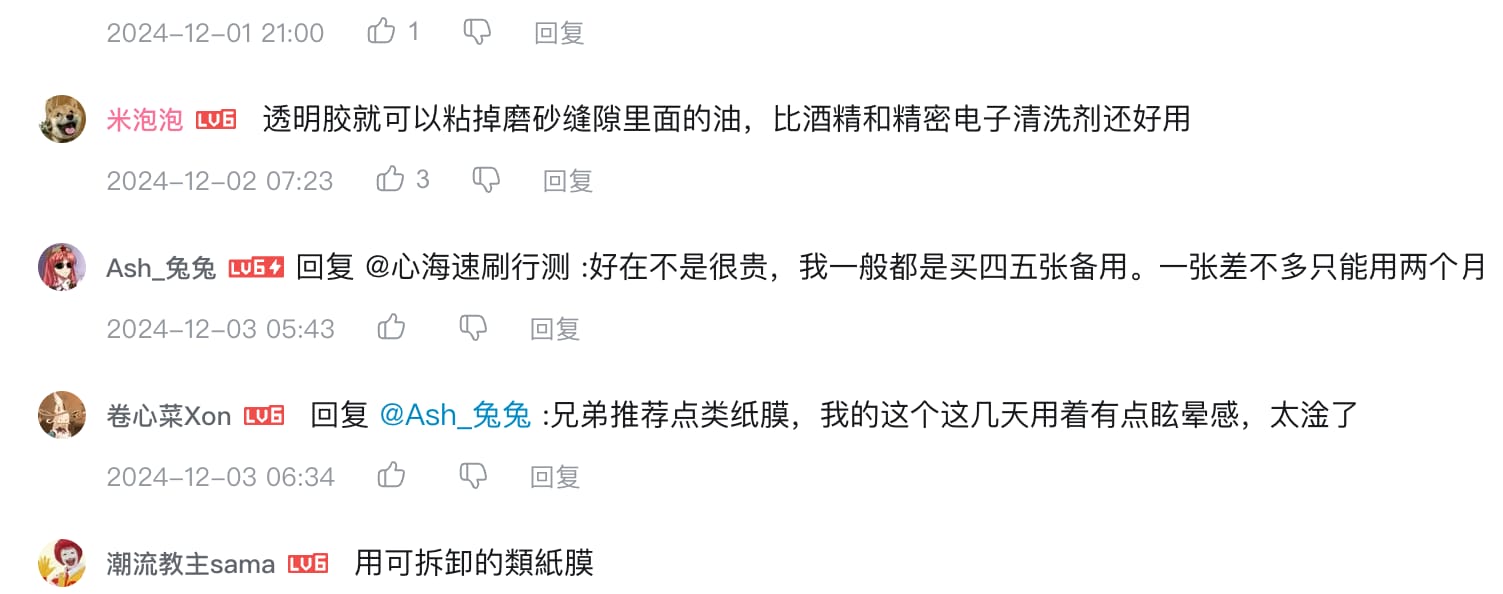 2024-12-01 21:00 1 回复
米泡泡 LV6 透明胶就可以粘掉磨砂缝隙里面的油，比酒精和精密电子清洗剂还好用
2024-12-02 07:23 3 回复
Ash_兔兔 LV6 回复 @心海速刷行测 :好在不是很贵，我一般都是买四五张备用。一张差不多只能用两个月
2024-12-03 05:43 回复
卷心菜Xon LV6 回复 @Ash_兔兔 :兄弟推荐点类纸膜，我的这个这几天用着有点眩晕感，太淦了
2024-12-03 06:34 回复
潮流教主sama LV6 用可拆卸的類紙膜